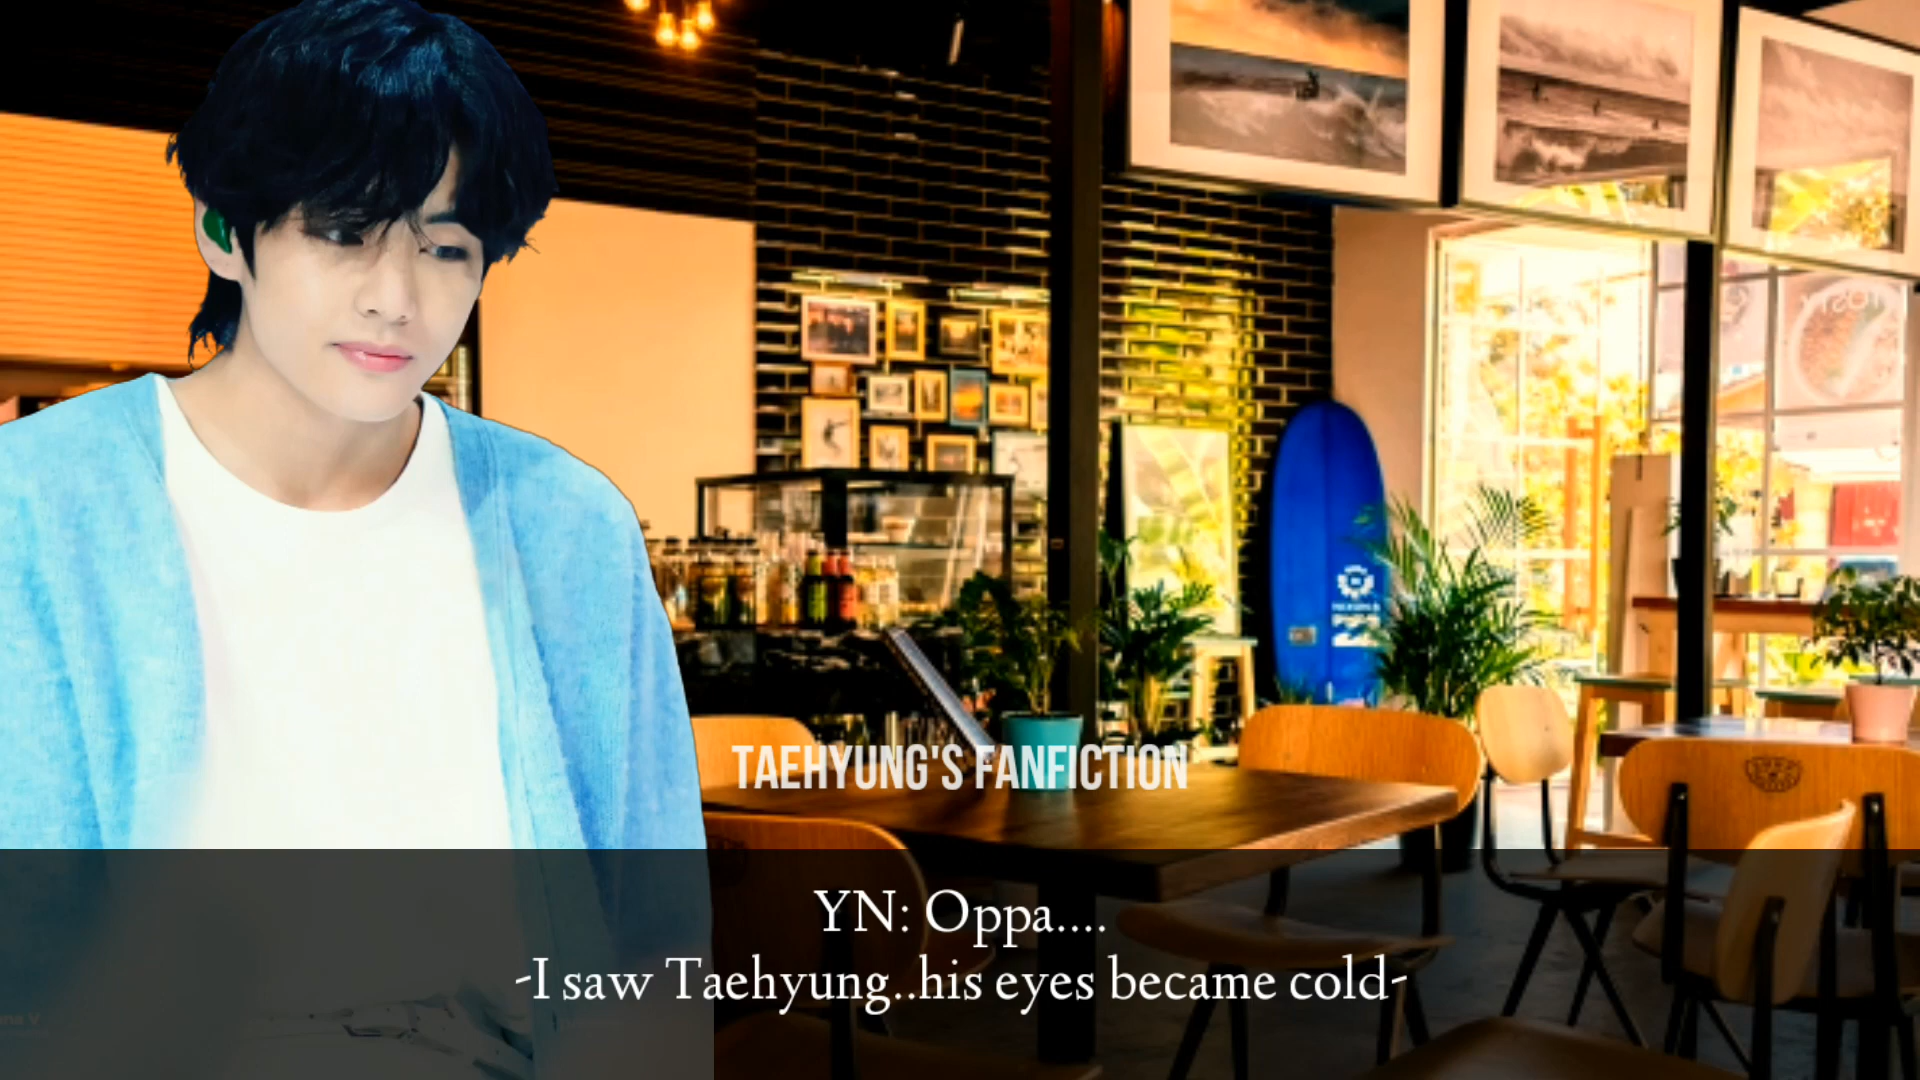 TAEHYUNG'S FANFICTION
YN: Oppa....
-I saw Taehyung..his eyes became cold-